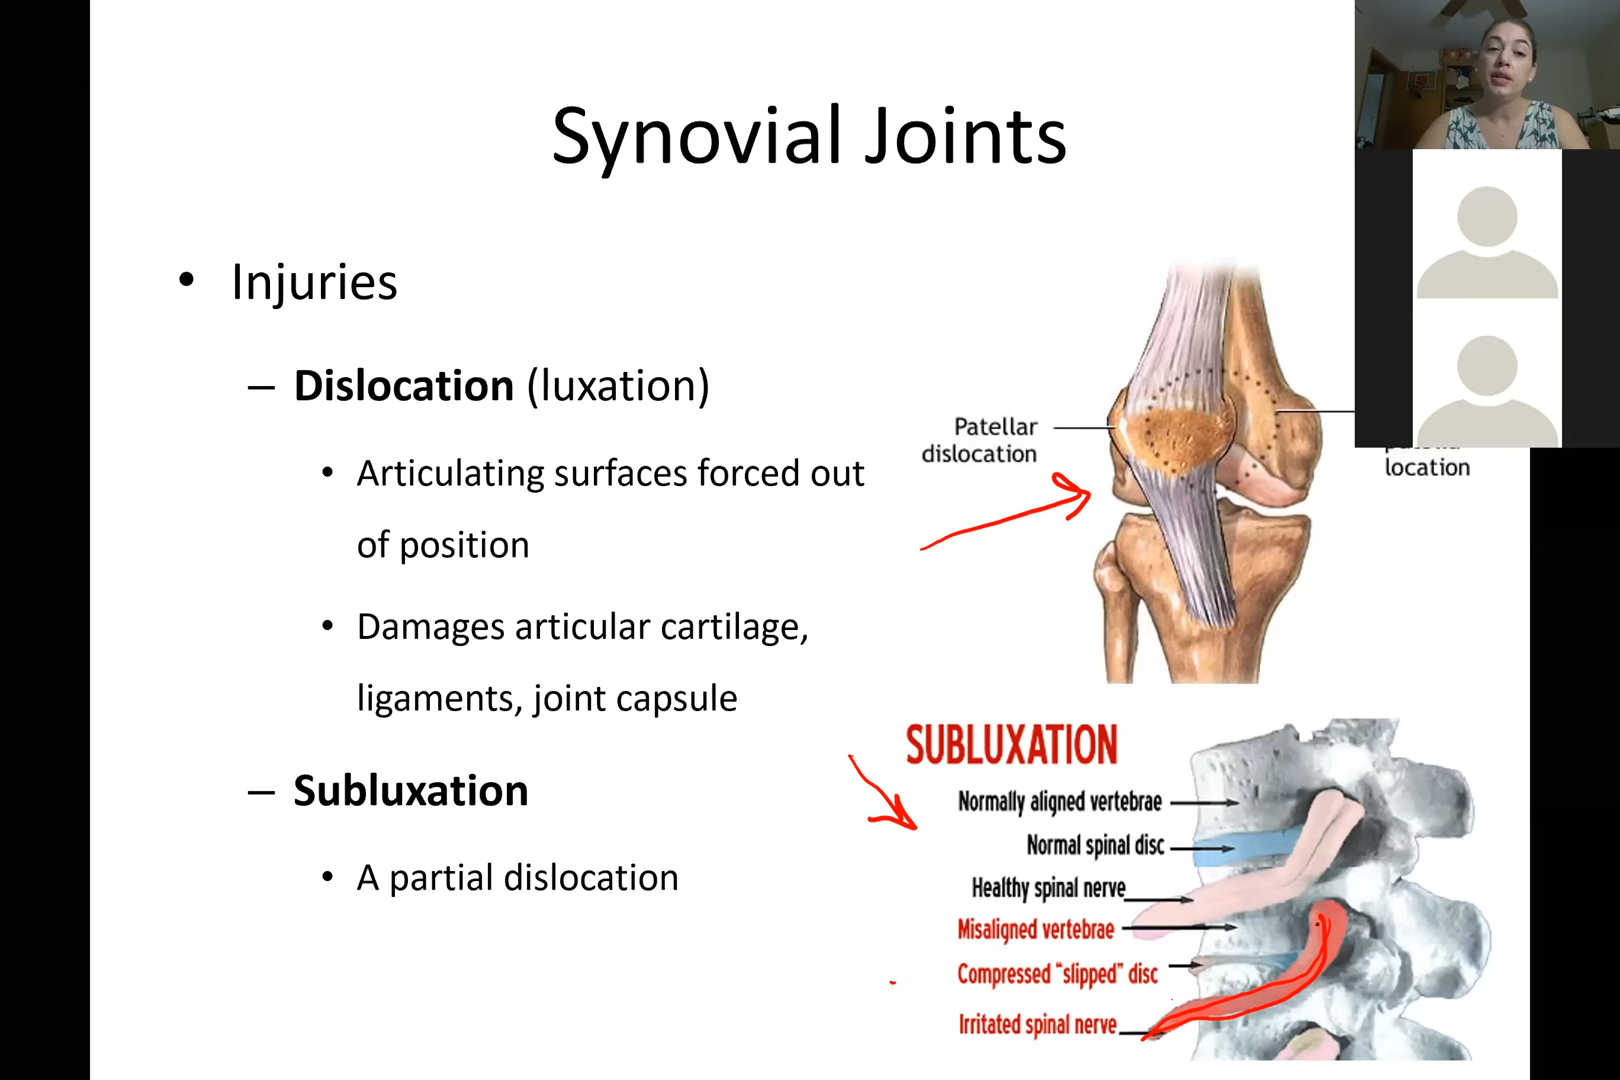 Synovial Joints
• Injuries
– Dislocation (luxation)
• Articulating surfaces forced out
of position
• Damages articular cartilage,
ligaments, joint capsule
– Subluxation
• A partial dislocation
Patellar
dislocation
location
SUBLUXATION
Normally aligned vertebrae
Normal spinal disc
Healthy spinal nerve
Misaligned vertebrae
Compressed "slipped" disc
Irritated spinal nerve